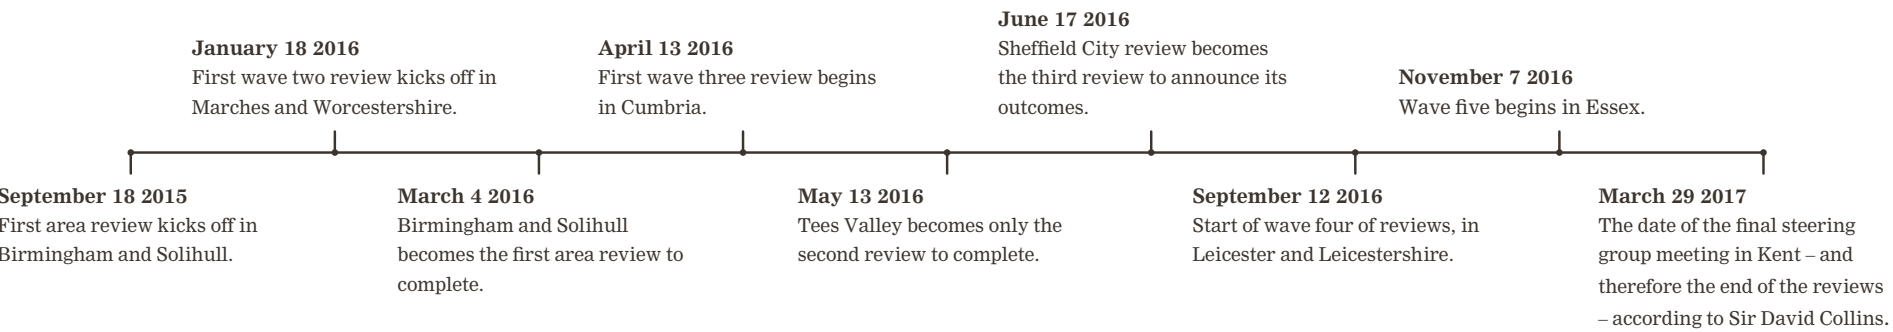 September 18 2015
First area review kicks off in
Birmingham and Solihull.
January 18 2016
First wave two review kicks off in
Marches and Worcestershire.
March 4 2016
Birmingham and Solihull
becomes the first area review to
complete.
April 13 2016
First wave three review begins
in Cumbria.
May 13 2016
Tees Valley becomes only the
second review to complete.
June 17 2016
Sheffield City review becomes
the third review to announce its
outcomes.
September 12 2016
Start of wave four of reviews, in
Leicester and Leicestershire.
November 7 2016
Wave five begins in Essex.
March 29 2017
The date of the final steering
group meeting in Kent – and
therefore the end of the reviews
– according to Sir David Collins.